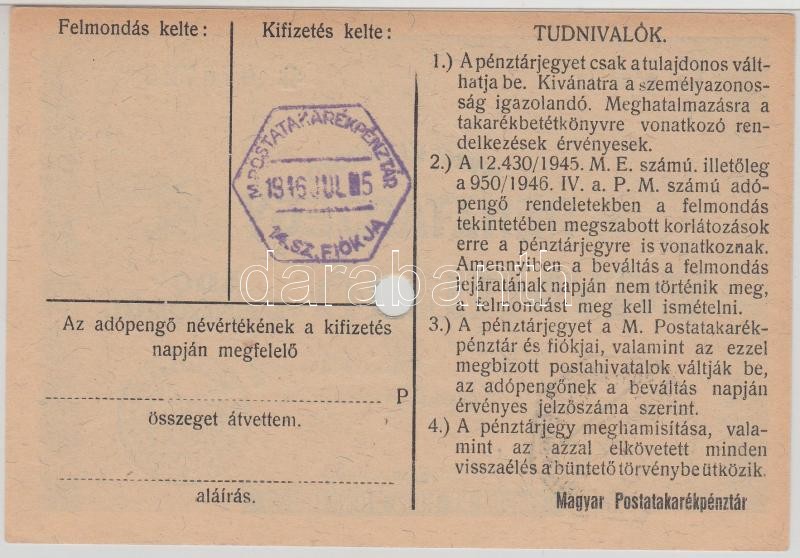 Felmondás kelte:
Kifizetés kelte:
M.POSTATAKARÉKPÉNZTÁR
1946 JUL 5
14.SZ.FIÓKJA
Az adópengő névértékének a kifizetés
napján megfelelő
P
összeget átvettem.
aláírás.
TUDNIVALÓK.
1.) A pénztárjegyet csak a tulajdonos vált-
hatja be. Kivánatra a személyazonos-
ság igazolandó. Meghatalmazásra a
takarékbetétkönyvre vonatkozó ren-
delkezések érvényesek.
2.) A 12.430/1945. M. E. számú. illetőleg
a 950/1946. IV. a. P. M. számú adó-
pengő rendeletekben a felmondás
tekintetében megszabott korlátozások
erre a pénztárjegyre is vonatkoznak.
Amennyiben a beváltás a felmondás
lejáratának napján nem történik meg,
a felmondást meg kell ismételni.
3.) A pénztárjegyet a M. Postatakarék-
pénztár és fiókjai, valamint az ezzel
megbizott postahivatalok váltják be,
az adópengőnek a beváltás napján
érvényes jelzőszáma szerint.
4.) A pénztárjegy meghamisítása, vala-
mint az azzal elkövetett minden
visszaélés a büntető törvénybe ütközik.
Magyar Postatakarékpénztár
darabanth